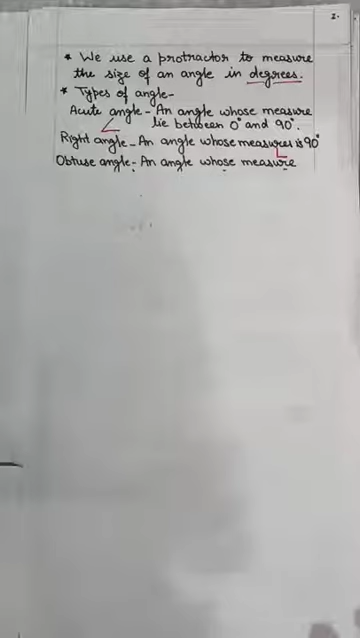 2.
* We use a protractor to measure
the size of an angle in degrees.
* Types of angle-
Acute angle - An angle whose measure
lie between 0° and 90°.
Right angle - An angle whose measures is 90°
Obtuse angle - An angle whose measure